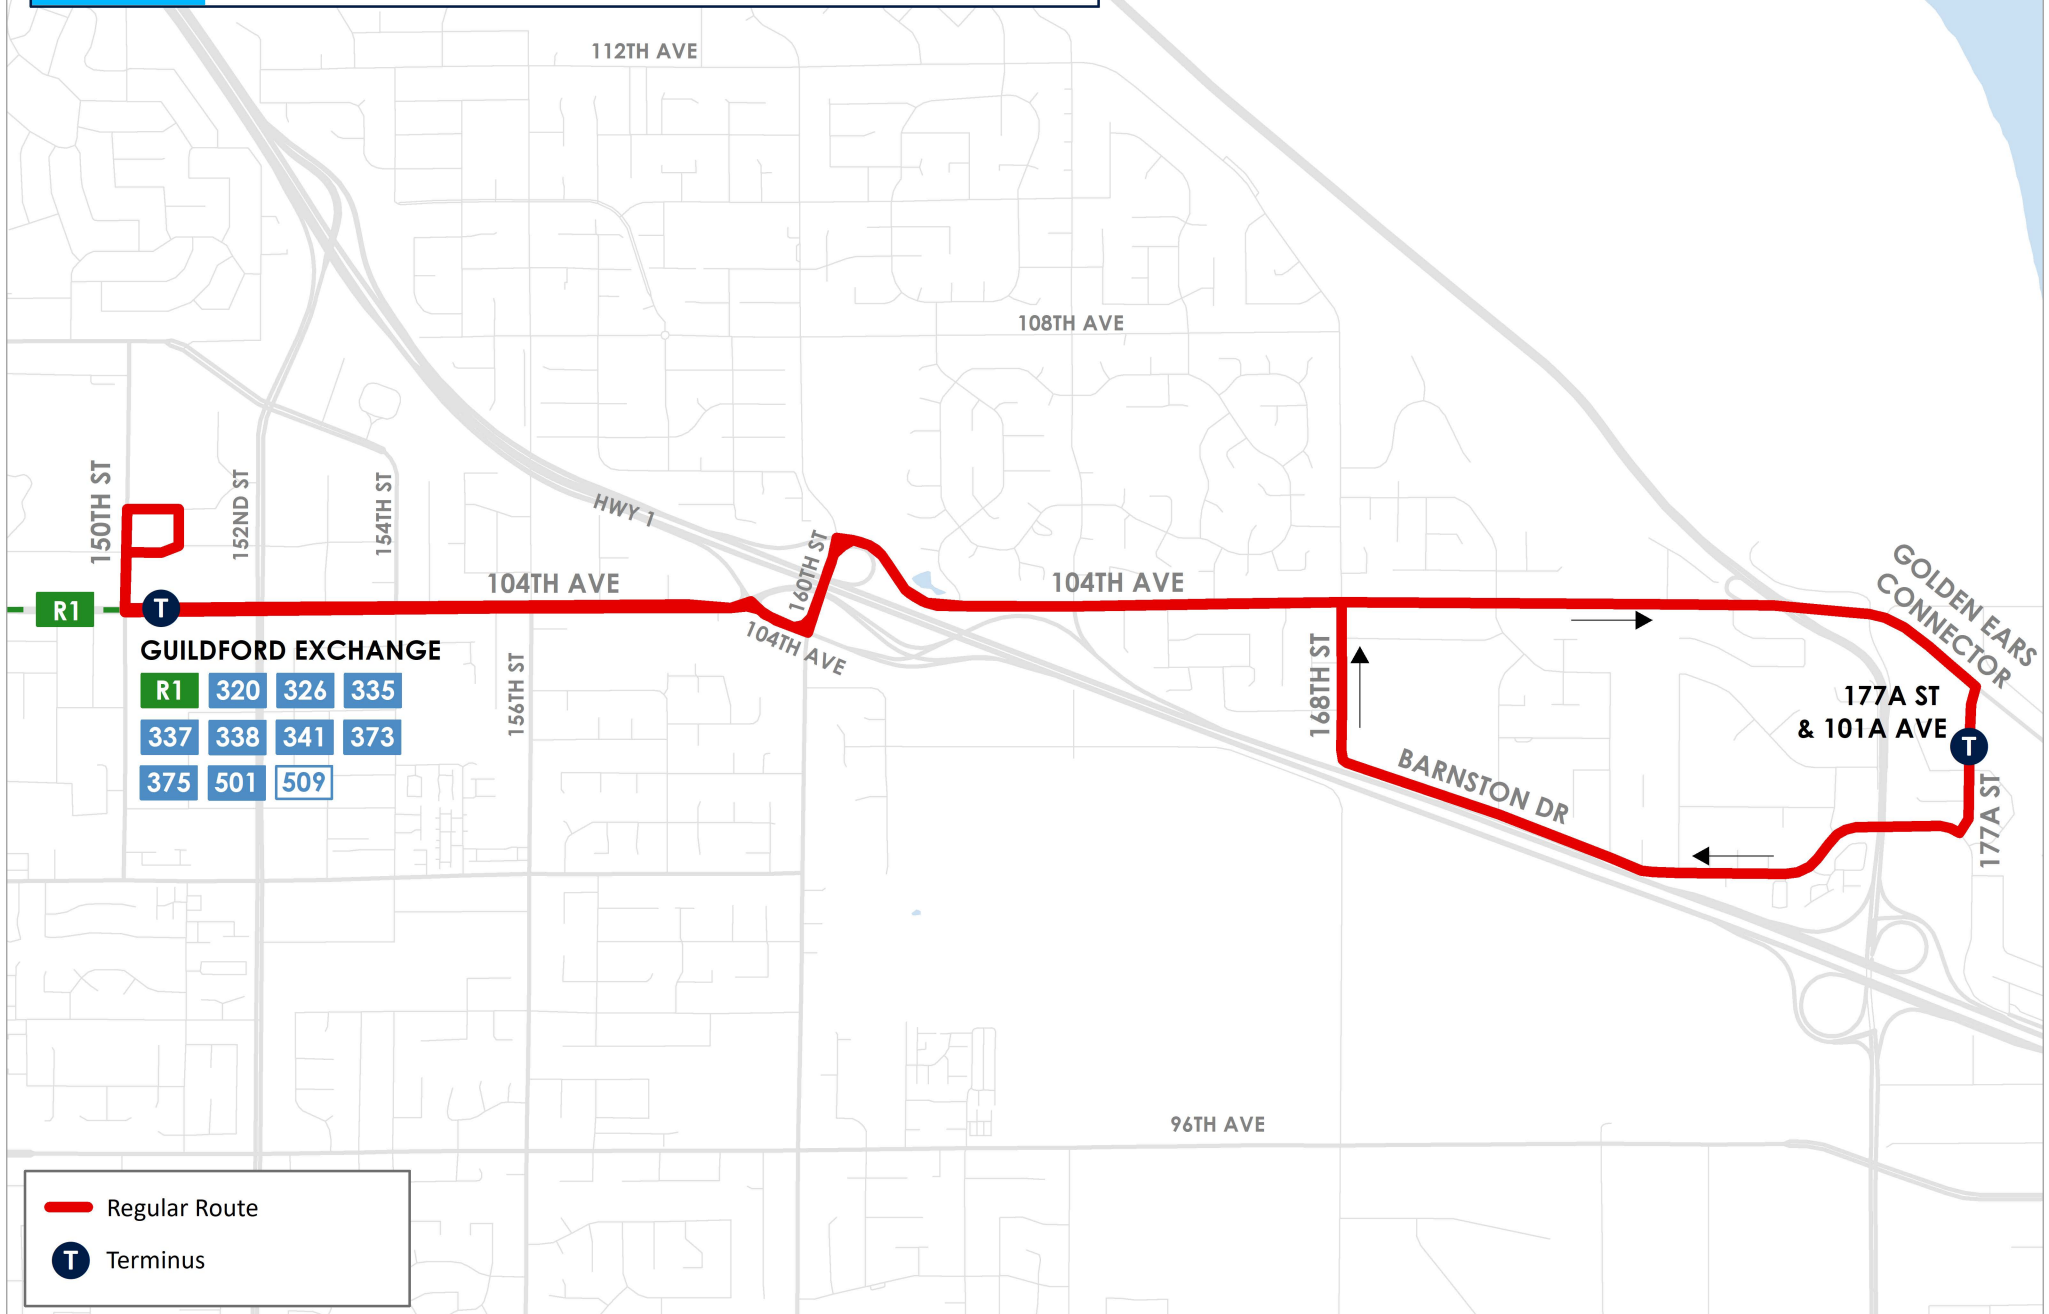 112TH AVE
108TH AVE
150TH ST
152ND ST
154TH ST
HWY 1
160TH ST
104TH AVE
104TH AVE
104TH AVE
R1
T
GUILDFORD EXCHANGE
R1 320 326 335
337 338 341 373
375 501 509
156TH ST
168TH ST
BARNSTON DR
GOLDEN EARS
CONNECTOR
177A ST
& 101A AVE
T
177A ST
96TH AVE
Regular Route
T Terminus